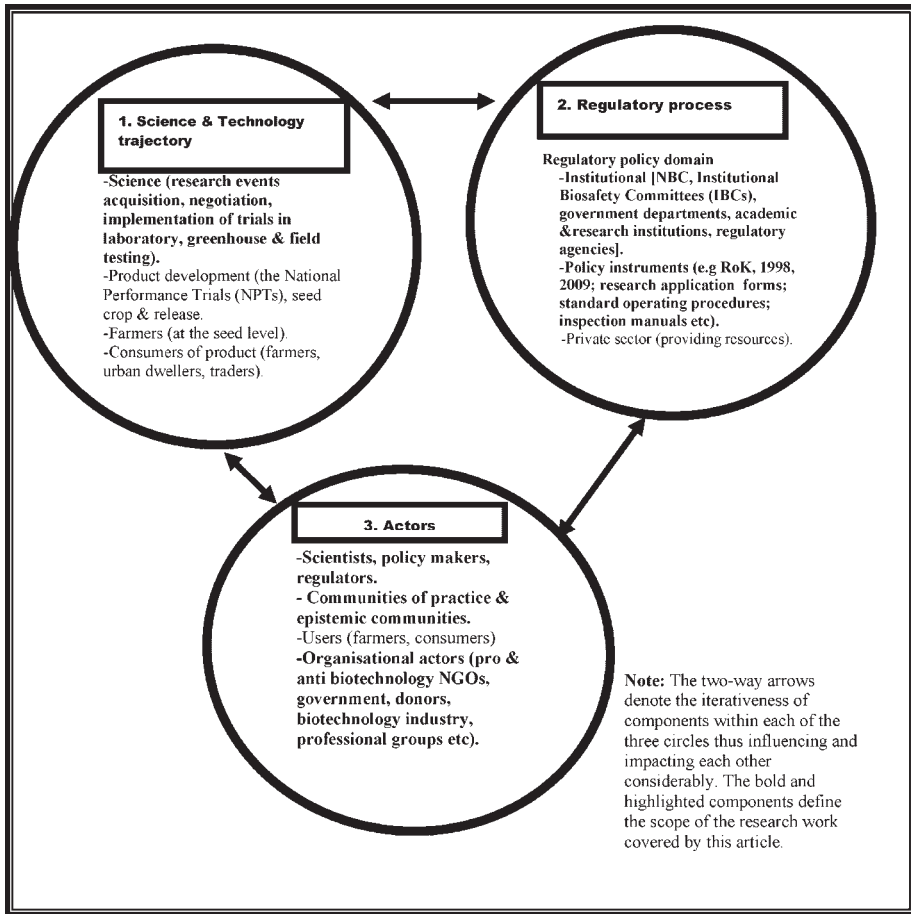 1. Science & Technology
trajectory
-Science (research events
acquisition, negotiation,
implementation of trials in
laboratory, greenhouse & field
testing).
-Product development (the National
Performance Trials (NPTs), seed
crop & release.
-Farmers (at the seed level).
-Consumers of product (farmers,
urban dwellers, traders).
2. Regulatory process
Regulatory policy domain
-Institutional [NBC, Institutional
Biosafety Committees (IBCs),
government departments, academic
&research institutions, regulatory
agencies].
-Policy instruments (e.g RoK, 1998,
2009; research application forms;
standard operating procedures;
inspection manuals etc).
-Private sector (providing resources).
3. Actors
-Scientists, policy makers,
regulators.
- Communities of practice &
epistemic communities.
-Users (farmers, consumers)
-Organisational actors (pro &
anti biotechnology NGOs,
government, donors,
biotechnology industry,
professional groups etc).
Note: The two-way arrows
denote the iterativeness of
components within each of the
three circles thus influencing and
impacting each other
considerably. The bold and
highlighted components define
the scope of the research work
covered by this article.